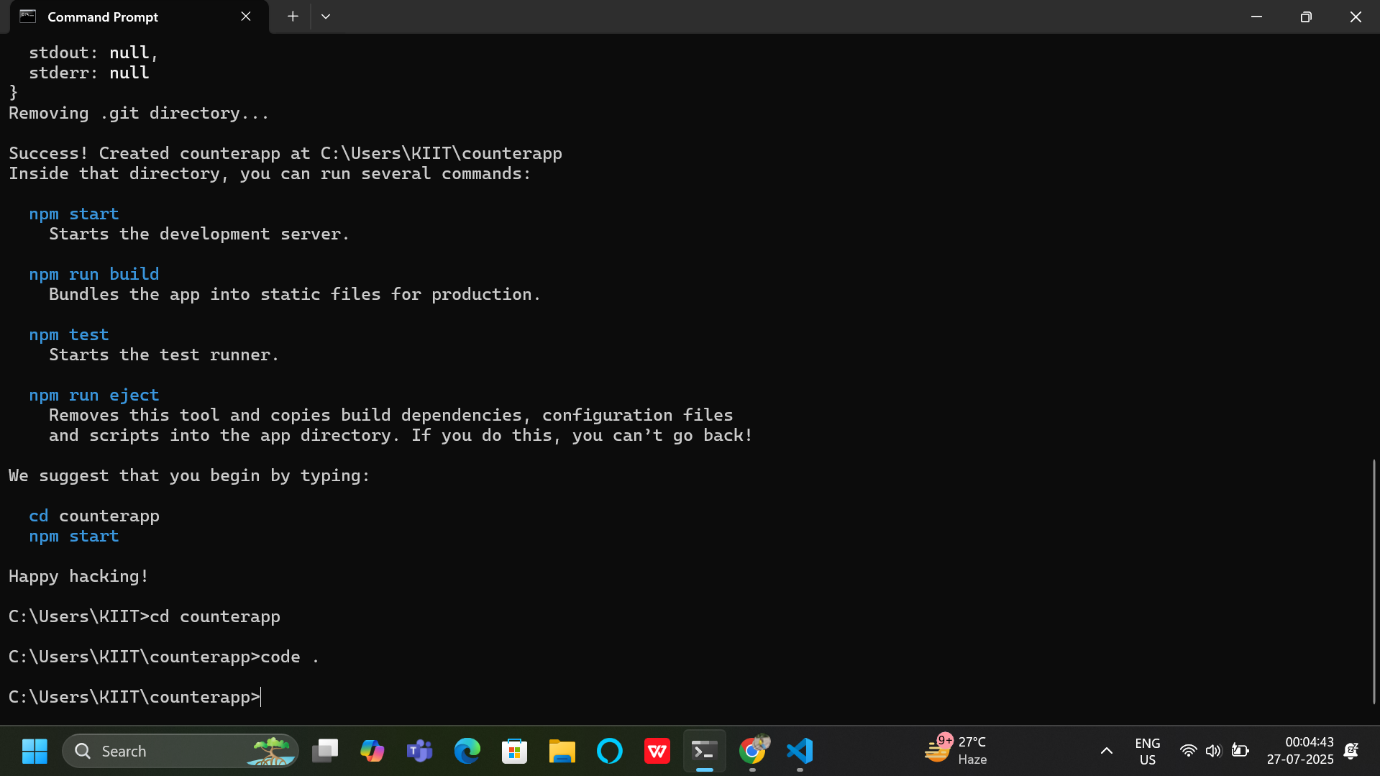 Command Prompt
stdout: null,
stderr: null
}
Removing .git directory...
Success! Created counterapp at C:\Users\KIIT\counterapp
Inside that directory, you can run several commands:
npm start
Starts the development server.
npm run build
Bundles the app into static files for production.
npm test
Starts the test runner.
npm run eject
Removes this tool and copies build dependencies, configuration files
and scripts into the app directory. If you do this, you can’t go back!
We suggest that you begin by typing:
cd counterapp
npm start
Happy hacking!
C:\Users\KIIT>cd counterapp
C:\Users\KIIT\counterapp>code .
C:\Users\KIIT\counterapp>
Search
9+
27°C
Haze
ENG
US
00:04:43
27-07-2025